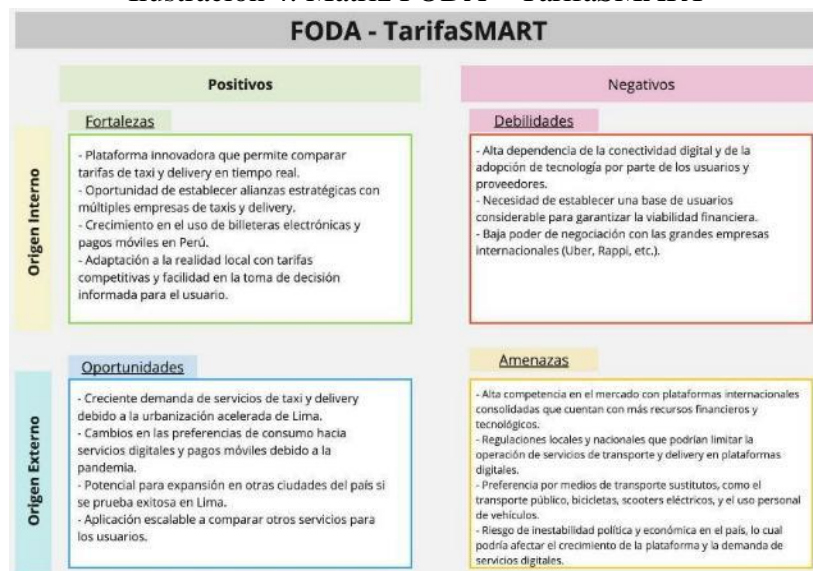 FODA - TarifaSMART
Positivos
Negativos
Origen Interno
Fortalezas
- Plataforma innovadora que permite comparar
tarifas de taxi y delivery en tiempo real.
- Oportunidad de establecer alianzas estratégicas con
múltiples empresas de taxis y delivery.
- Crecimiento en el uso de billeteras electrónicas y
pagos móviles en Perú.
- Adaptación a la realidad local con tarifas
competitivas y facilidad en la toma de decisión
informada para el usuario.
Debilidades
- Alta dependencia de la conectividad digital y de la
adopción de tecnología por parte de los usuarios y
proveedores.
- Necesidad de establecer una base de usuarios
considerable para garantizar la viabilidad financiera.
- Baja poder de negociación con las grandes empresas
internacionales (Uber, Rappi, etc.).
Origen Externo
Oportunidades
- Creciente demanda de servicios de taxi y delivery
debido a la urbanización acelerada de Lima.
- Cambios en las preferencias de consumo hacia
servicios digitales y pagos móviles debido a la
pandemia.
- Potencial para expansión en otras ciudades del país si
se prueba exitosa en Lima.
- Aplicación escalable a comparar otros servicios para
los usuarios.
Amenazas
- Alta competencia en el mercado con plataformas internacionales
consolidadas que cuentan con más recursos financieros y
tecnológicos.
- Regulaciones locales y nacionales que podrían limitar la
operación de servicios de transporte y delivery en plataformas
digitales.
- Preferencia por medios de transporte sustitutos, como el
transporte público, bicicletas, scooters eléctricos, y el uso personal
de vehículos.
- Riesgo de inestabilidad política y económica en el país, lo cual
podría afectar el crecimiento de la plataforma y la demanda de
servicios digitales.